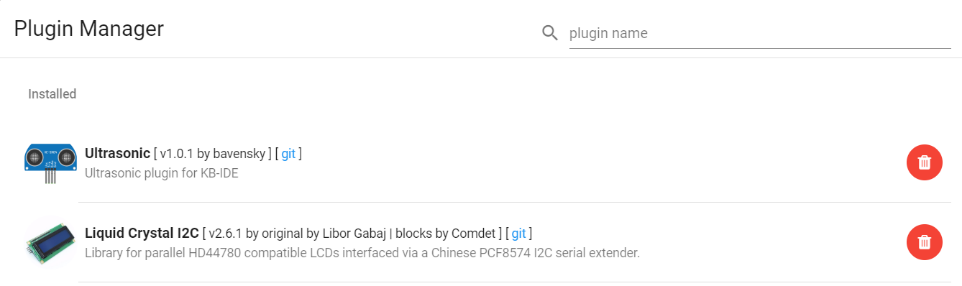 Plugin Manager
plugin name
Installed
Ultrasonic [ v1.0.1 by bavensky ] [ git ]
Ultrasonic plugin for KB-IDE
Liquid Crystal I2C [ v2.6.1 by original by Libor Gabaj | blocks by Comdet ] [ git ]
Library for parallel HD44780 compatible LCDs interfaced via a Chinese PCF8574 I2C serial extender.